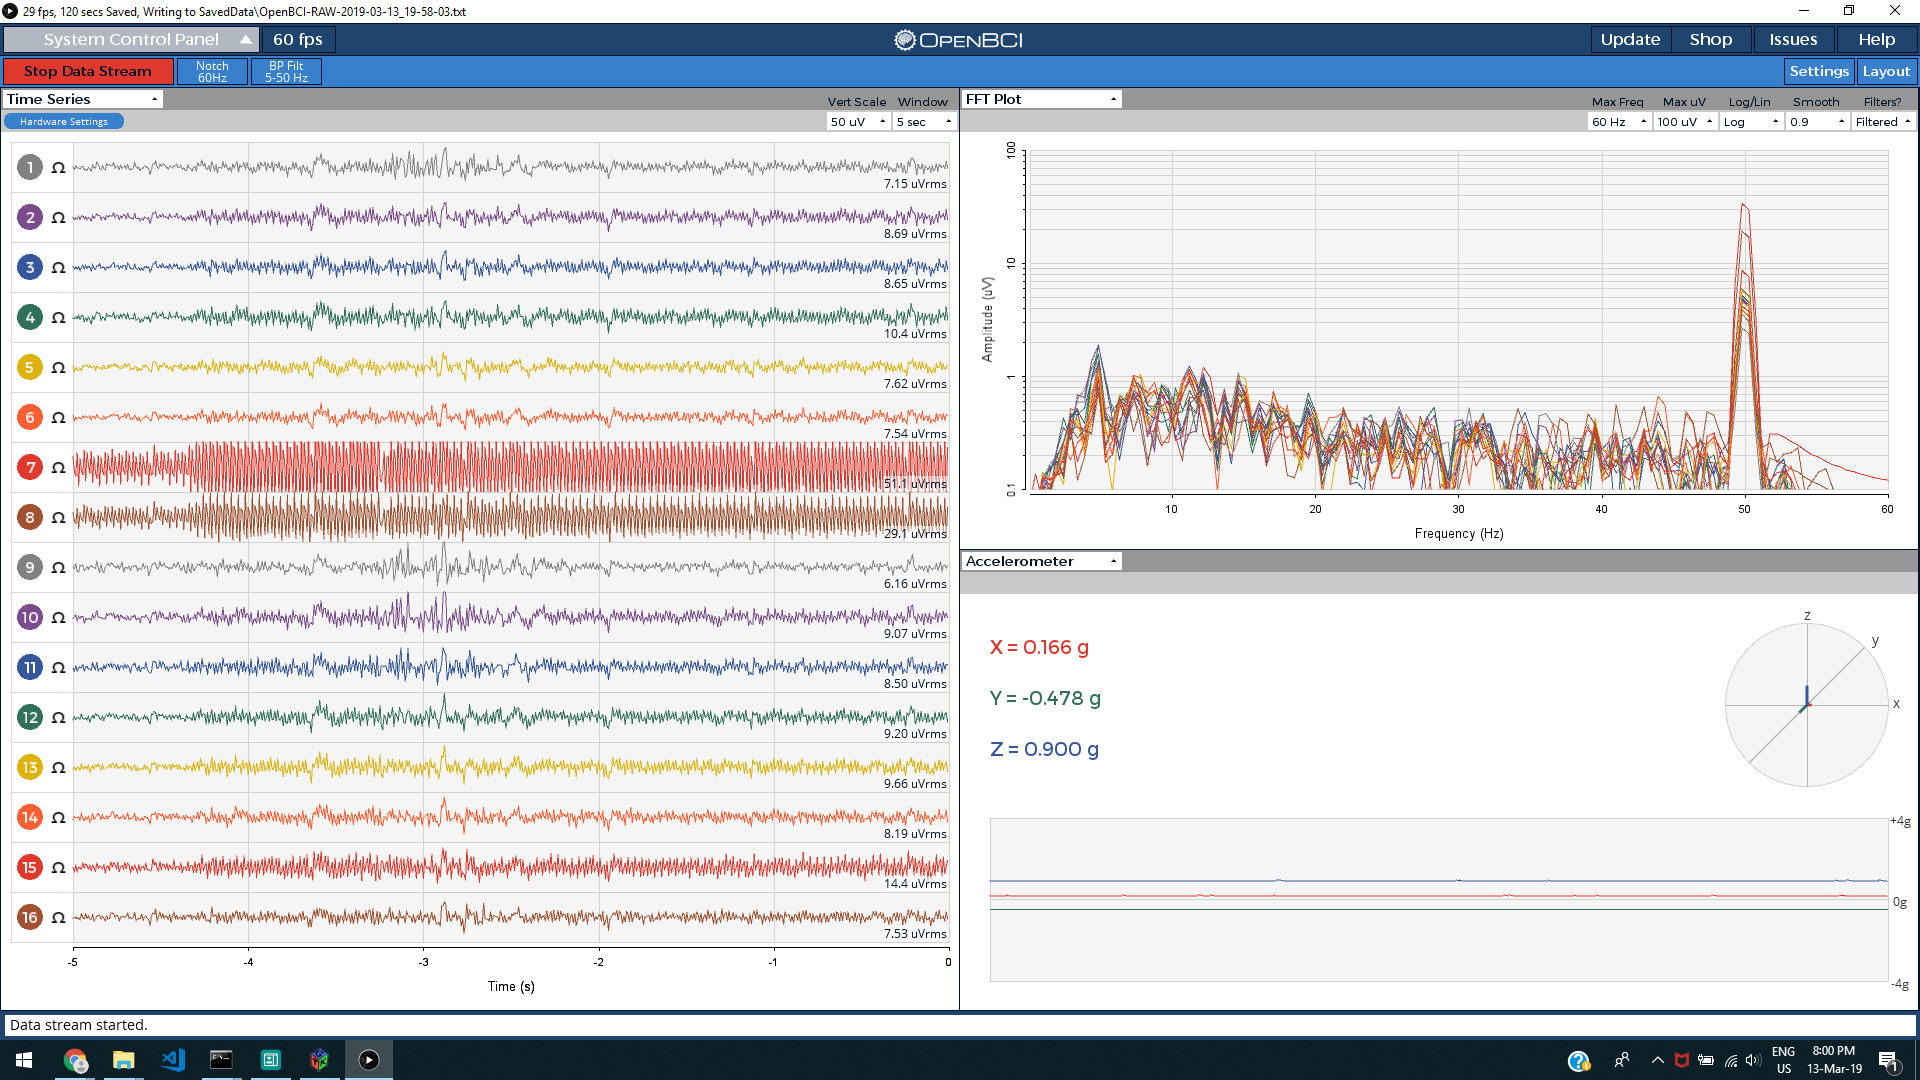 29 fps, 120 secs Saved, Writing to SavedData\OpenBCI-RAW-2019-03-13_19-58-03.txt
System Control Panel
60 fps
OPENBCI
Update
Shop
Issues
Help
Stop Data Stream
Notch
60Hz
BP Filt
5-50 Hz
Settings
Layout
Time Series
Vert Scale
Window
Hardware Settings
50 uV
5 sec
1 Ω
7.15 uVrms
2 Ω
8.69 uVrms
3 Ω
8.65 uVrms
4 Ω
10.4 uVrms
5 Ω
7.62 uVrms
6 Ω
7.54 uVrms
7 Ω
51.1 uVrms
8 Ω
29.1 uVrms
9 Ω
6.16 uVrms
10 Ω
9.07 uVrms
11 Ω
8.50 uVrms
12 Ω
9.20 uVrms
13 Ω
9.66 uVrms
14 Ω
8.19 uVrms
15 Ω
14.4 uVrms
16 Ω
7.53 uVrms
-5 -4 -3 -2 -1 0
Time (s)
FFT Plot
Max Freq
Max uV
Log/Lin
Smooth
Filters?
60 Hz
100 uV
Log
0.9
Filtered
100
10
1
0.1
Amplitude (uV)
10 20 30 40 50 60
Frequency (Hz)
Accelerometer
X = 0.166 g
Y = -0.478 g
Z = 0.900 g
z
y
x
+4g
0g
-4g
Data stream started.
ENG
US
8:00 PM
13-Mar-19
1